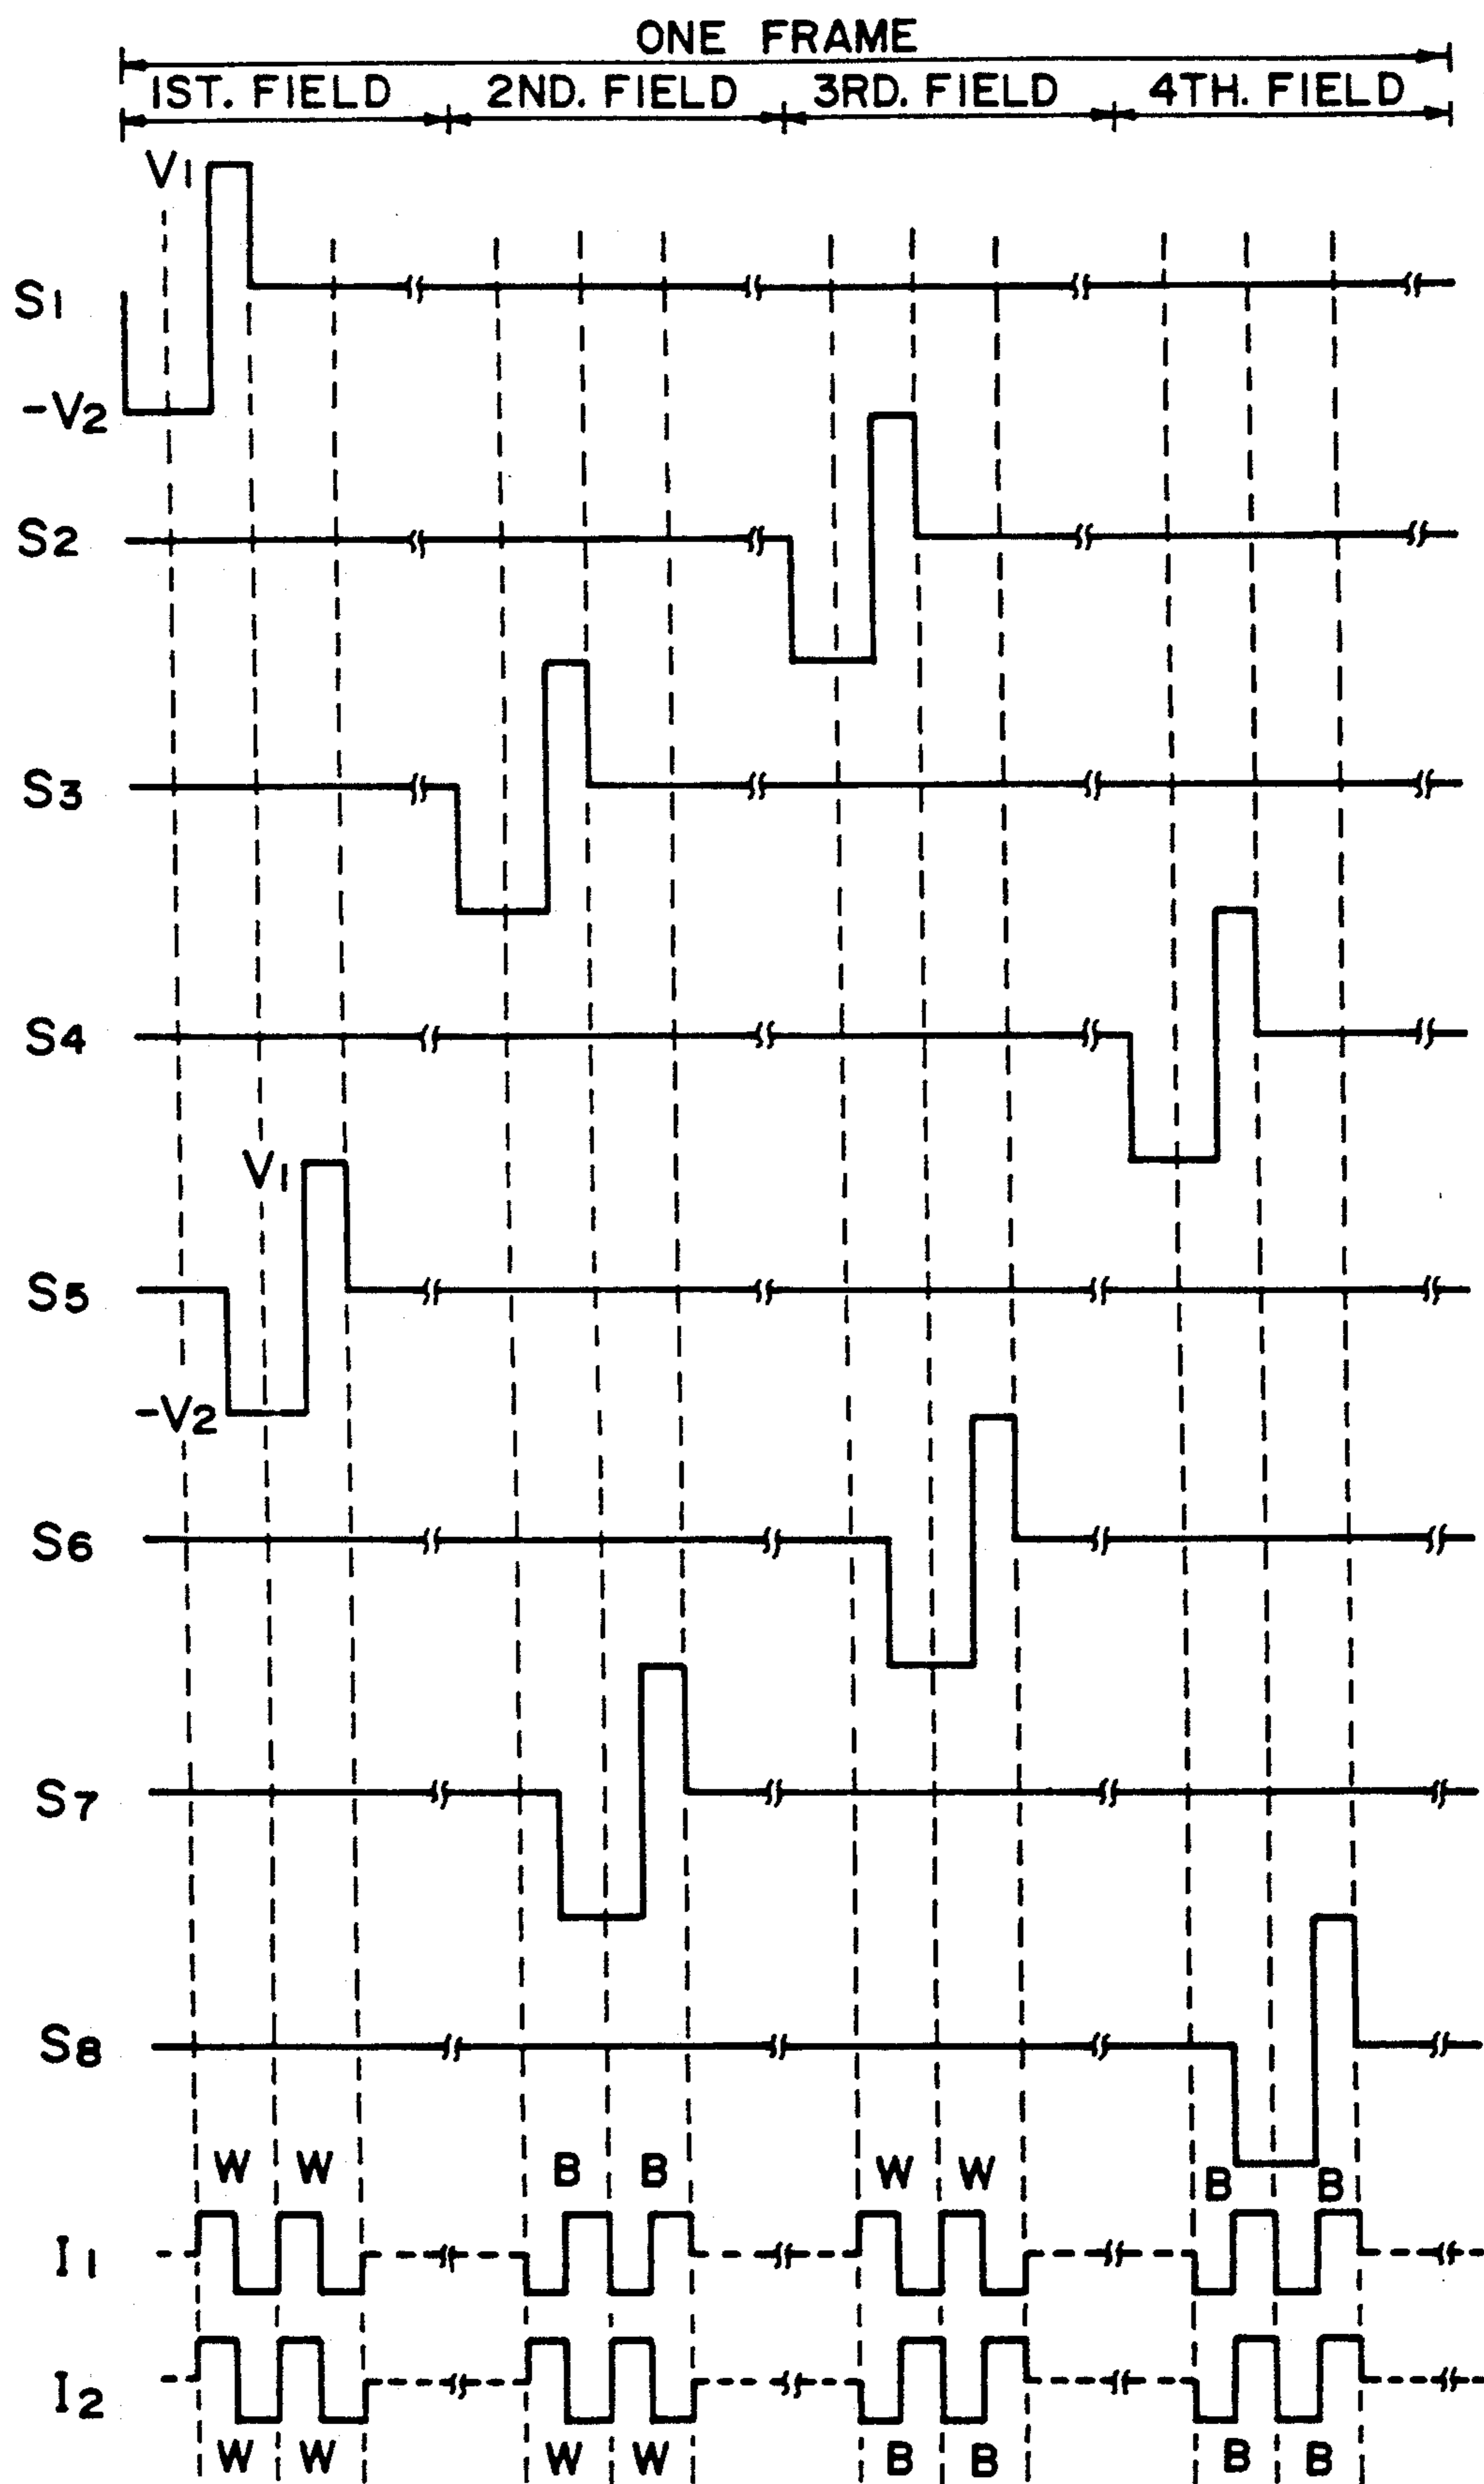 ONE FRAME
1ST. FIELD 2ND. FIELD 3RD. FIELD 4TH. FIELD
V1
S1
-V2
S2
S3
S4
V1
S5
-V2
S6
S7
S8
W W B B W W B B
I1
I2
W W W W B B B B